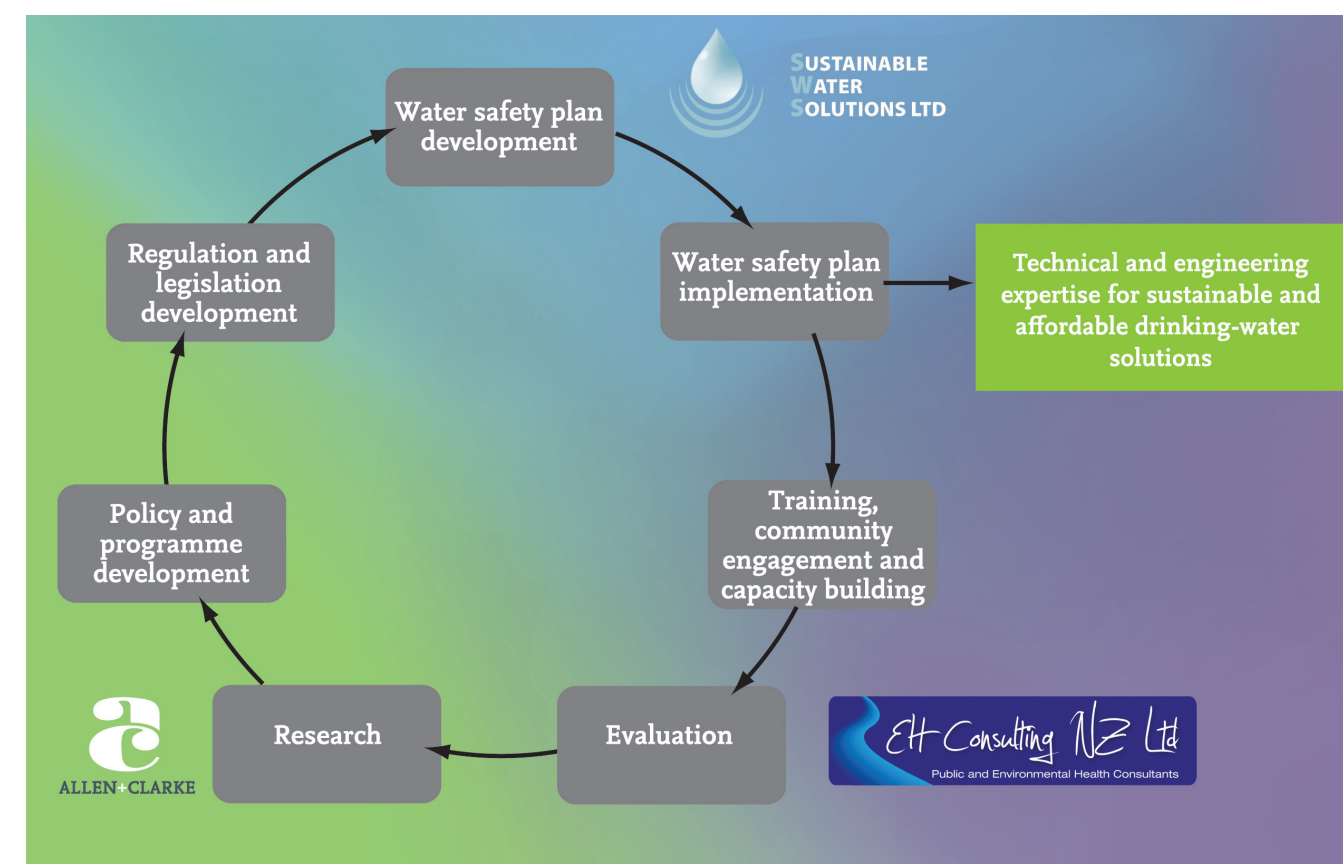 SUSTAINABLE
WATER
SOLUTIONS LTD
Water safety plan
development
Regulation and
legislation
development
Water safety plan
implementation
Technical and engineering
expertise for sustainable and
affordable drinking-water
solutions
Policy and
programme
development
Training,
community
engagement and
capacity building
Research
Evaluation
ALLEN+CLARKE
EH Consulting NZ Ltd
Public and Environmental Health Consultants